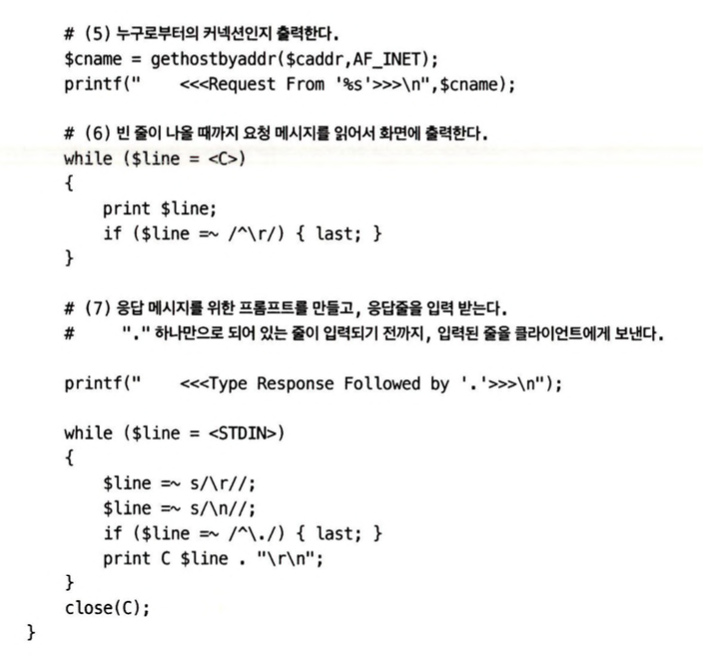 # (5) 누구로부터의 커넥션인지 출력한다.
$cname = gethostbyaddr($caddr,AF_INET);
printf("    <<<Request From '%s'>>>\n",$cname);
# (6) 빈 줄이 나올 때까지 요청 메시지를 읽어서 화면에 출력한다.
while ($line = <C>)
{
    print $line;
    if ($line =~ /^\r/) { last; }
}
# (7) 응답 메시지를 위한 프롬프트를 만들고, 응답줄을 입력 받는다.
#     "." 하나만으로 되어 있는 줄이 입력되기 전까지, 입력된 줄을 클라이언트에게 보낸다.
printf("    <<<Type Response Followed by '.'>>>\n");
while ($line = <STDIN>)
{
    $line =~ s/\r//;
    $line =~ s/\n//;
    if ($line =~ /^\./) { last; }
    print C $line . "\r\n";
}
close(C);
}